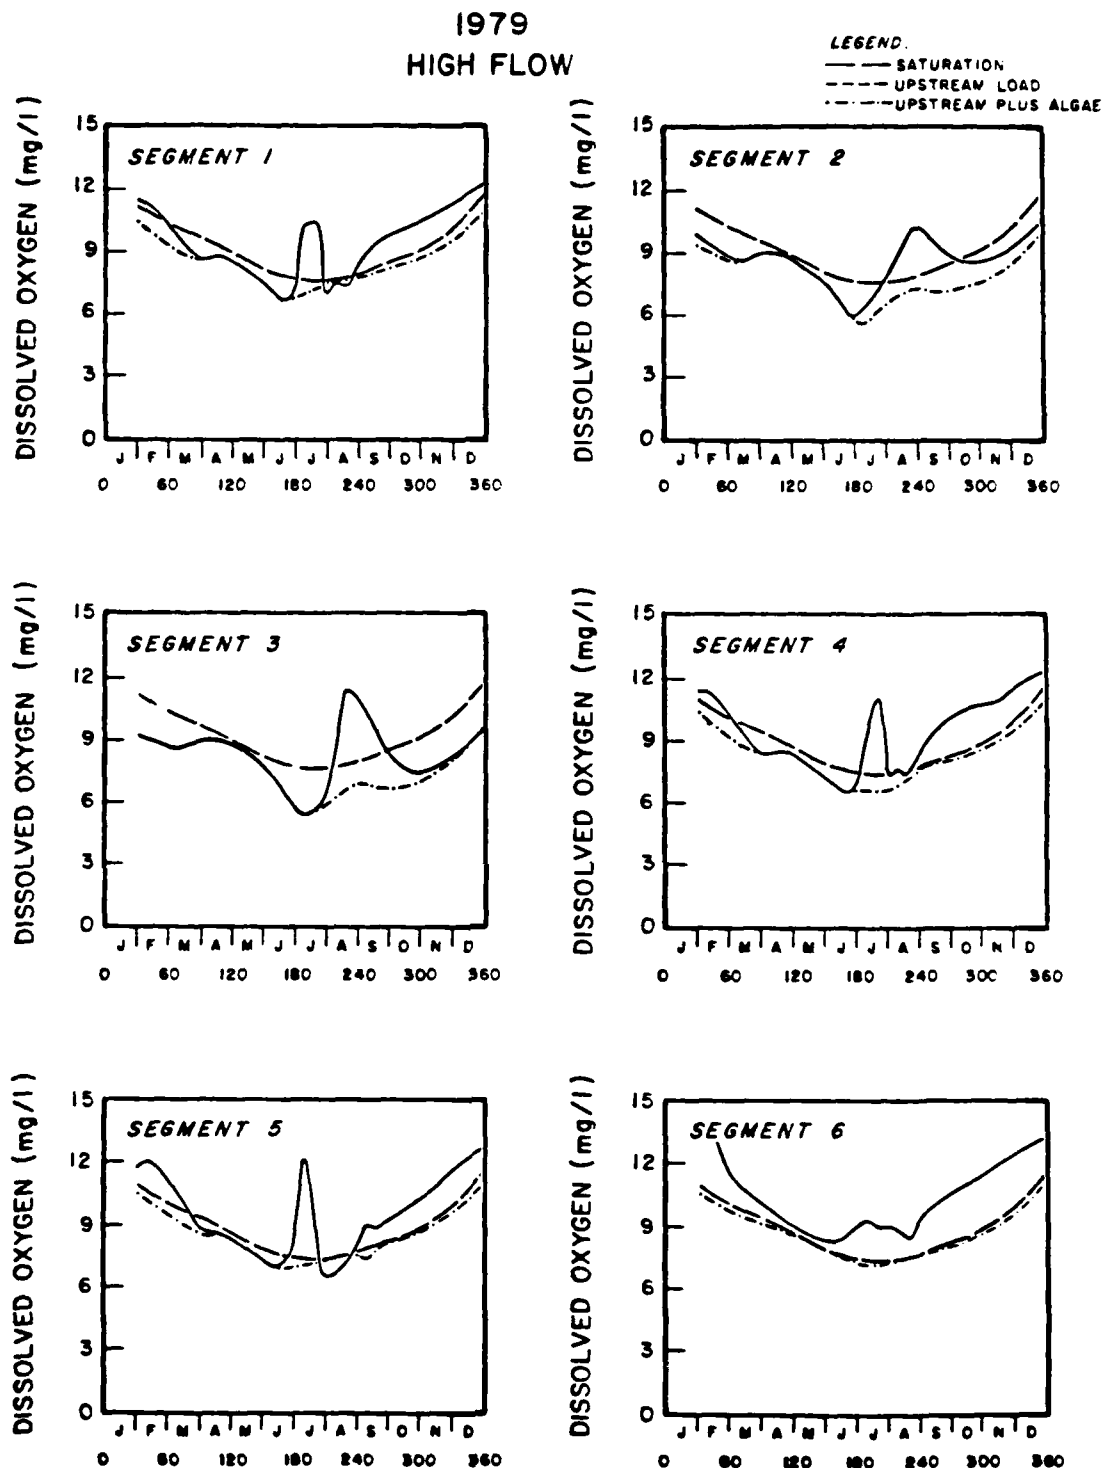 1979
HIGH FLOW
LEGEND.
SATURATION
UPSTREAM LOAD
UPSTREAM PLUS ALGAE
DISSOLVED OXYGEN (mg/l)
15
12
9
6
3
0
SEGMENT 1
J F M A M J J A S O N D
0 60 120 180 240 300 360
DISSOLVED OXYGEN (mg/l)
15
12
9
6
3
0
SEGMENT 2
J F M A M J J A S O N D
0 60 120 180 240 300 360
DISSOLVED OXYGEN (mg/l)
15
12
9
6
3
0
SEGMENT 3
J F M A M J J A S O N D
0 60 120 180 240 300 360
DISSOLVED OXYGEN (mg/l)
15
12
9
6
3
0
SEGMENT 4
J F M A M J J A S O N D
0 60 120 180 240 300 360
DISSOLVED OXYGEN (mg/l)
15
12
9
6
3
0
SEGMENT 5
J F M A M J J A S O N D
0 60 120 180 240 300 360
DISSOLVED OXYGEN (mg/l)
15
12
9
6
3
0
SEGMENT 6
J F M A M J J A S O N D
0 60 120 180 240 300 360